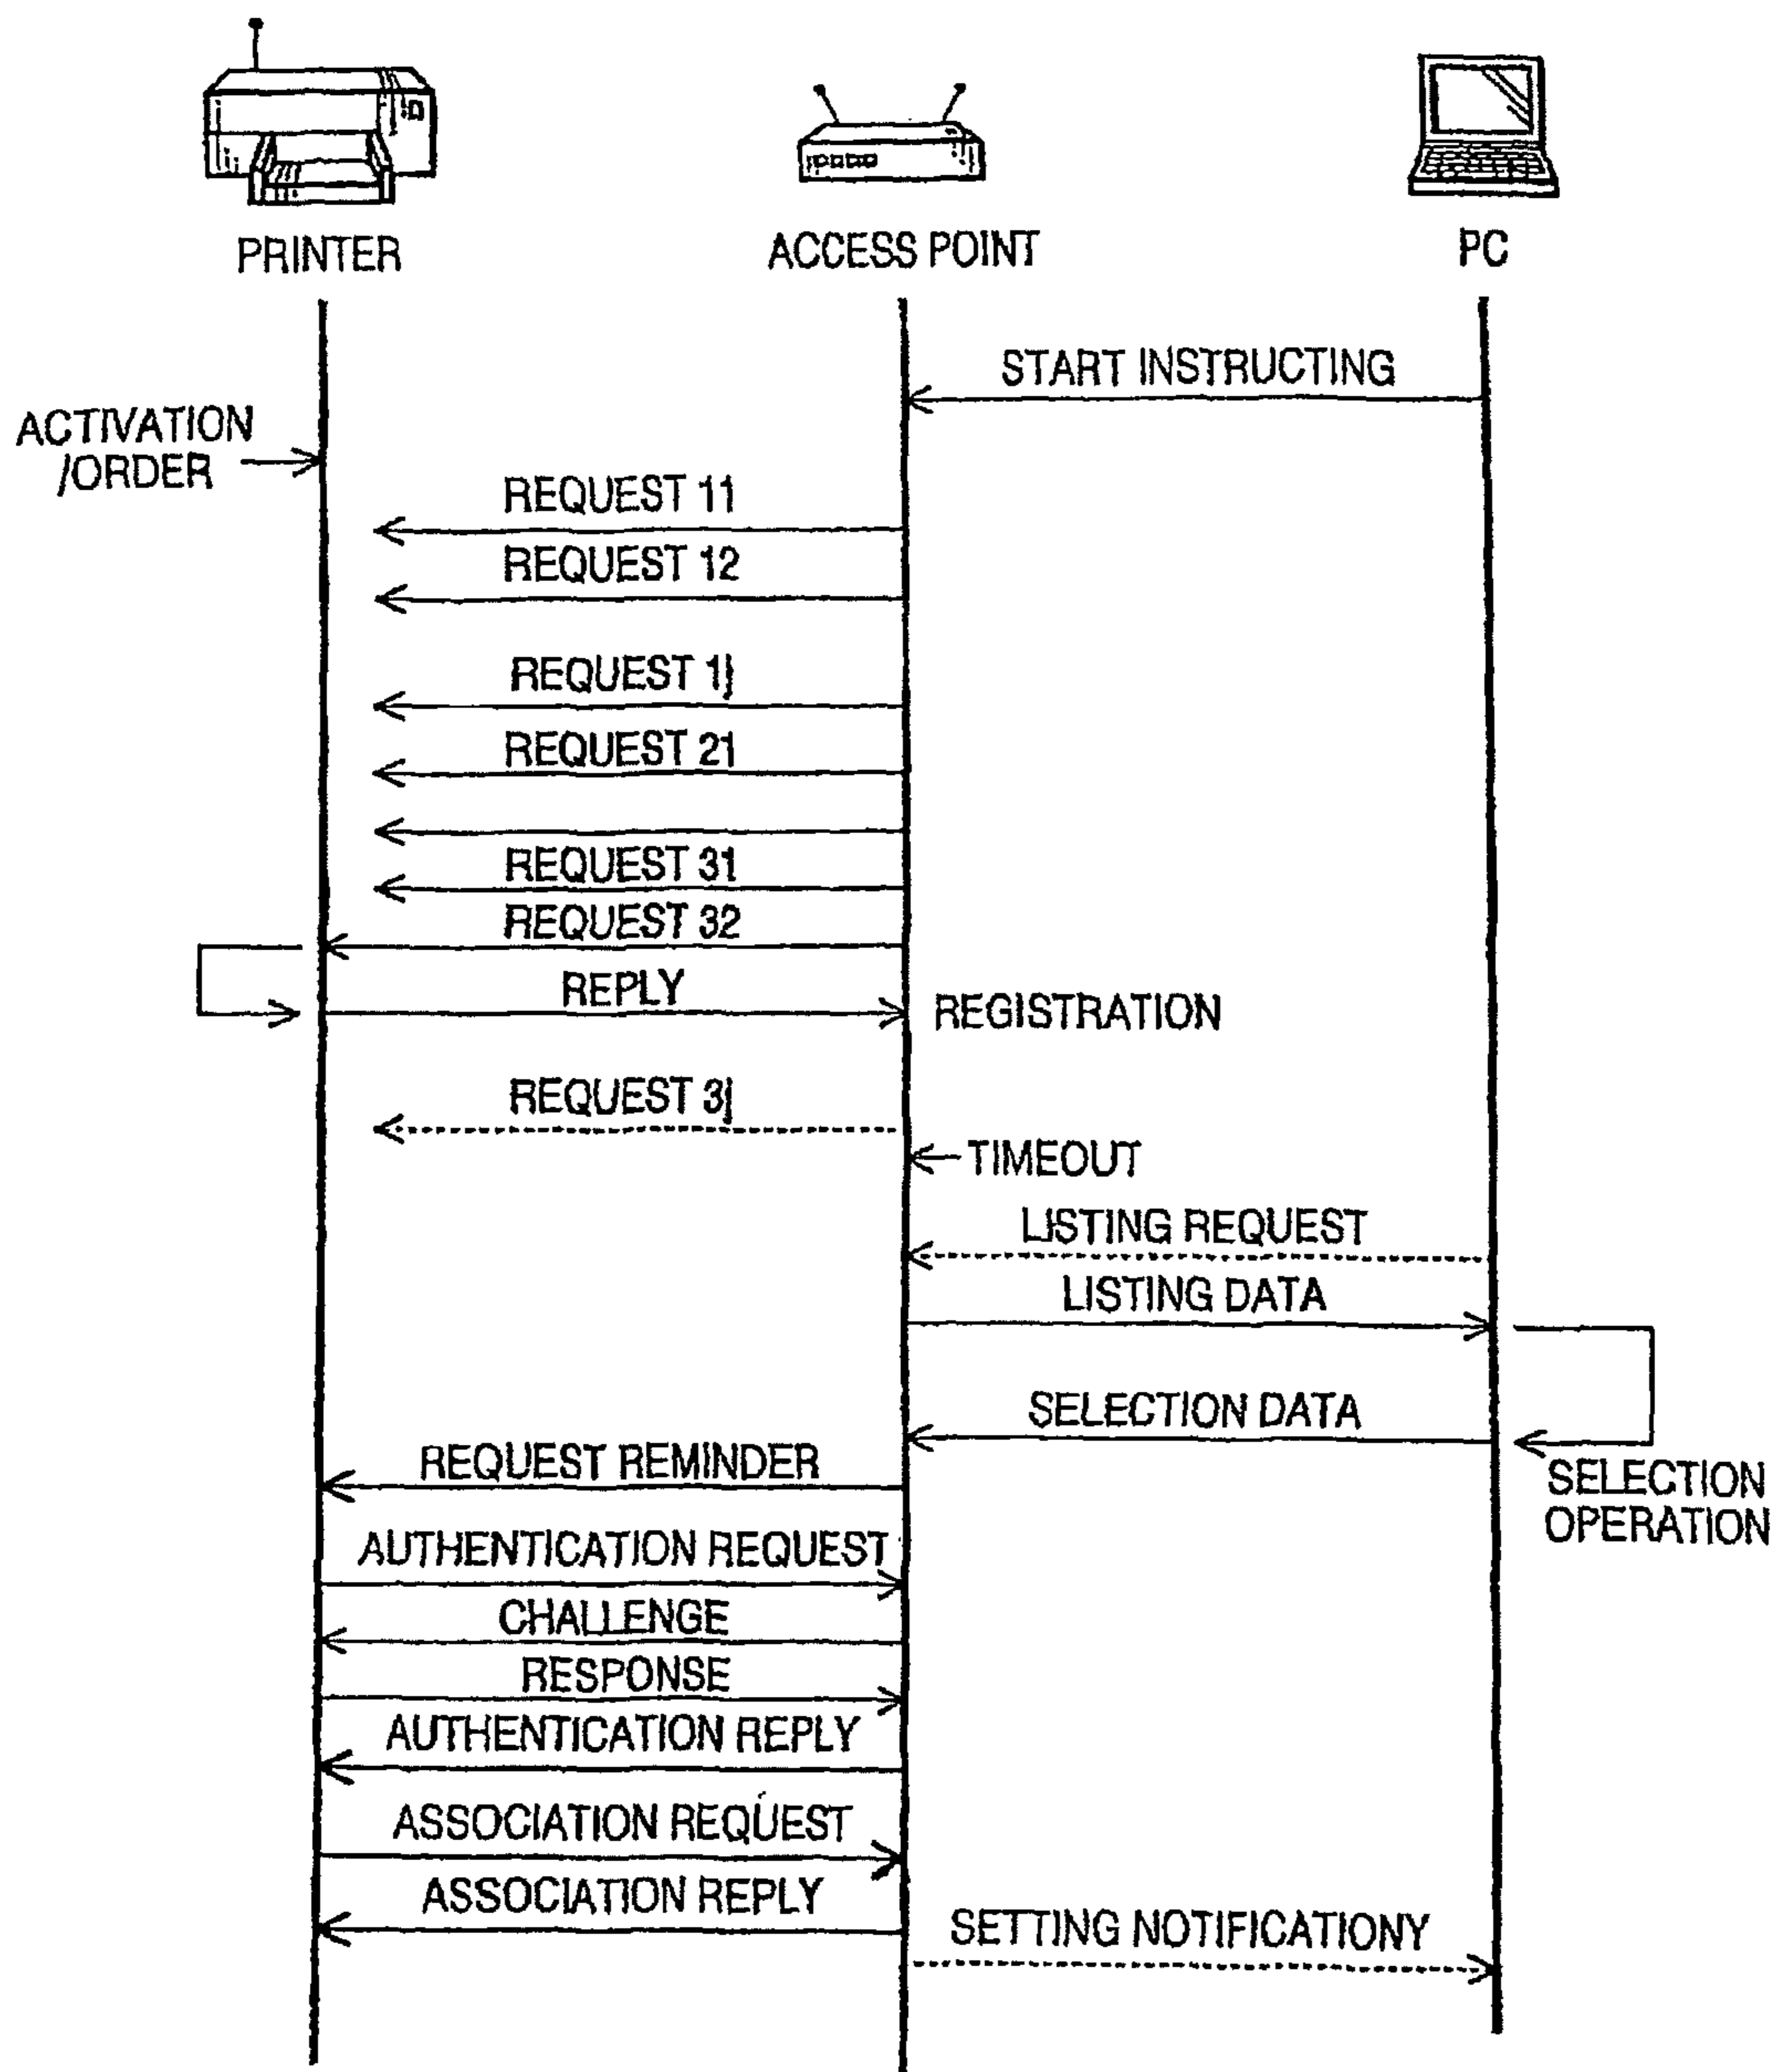 PRINTER
ACCESS POINT
PC
START INSTRUCTING
ACTIVATION
/ORDER
REQUEST 11
REQUEST 12
REQUEST 1j
REQUEST 21
REQUEST 31
REQUEST 32
REPLY
REGISTRATION
REQUEST 3j
TIMEOUT
LISTING REQUEST
LISTING DATA
SELECTION DATA
REQUEST REMINDER
SELECTION
OPERATION
AUTHENTICATION REQUEST
CHALLENGE
RESPONSE
AUTHENTICATION REPLY
ASSOCIATION REQUEST
ASSOCIATION REPLY
SETTING NOTIFICATIONY